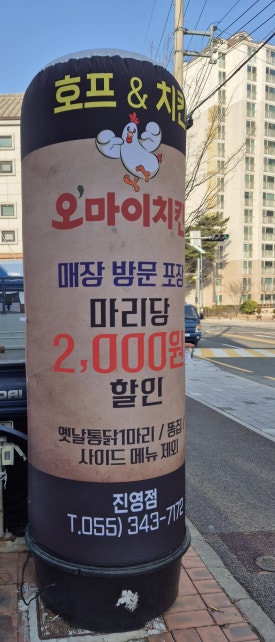 호프 & 치킨
오마이치킨
매장 방문 포장
마리당
2,000원
할인
옛날통닭1마리 / 똥집
사이드 메뉴 제외
진영점
T.055) 343-7172